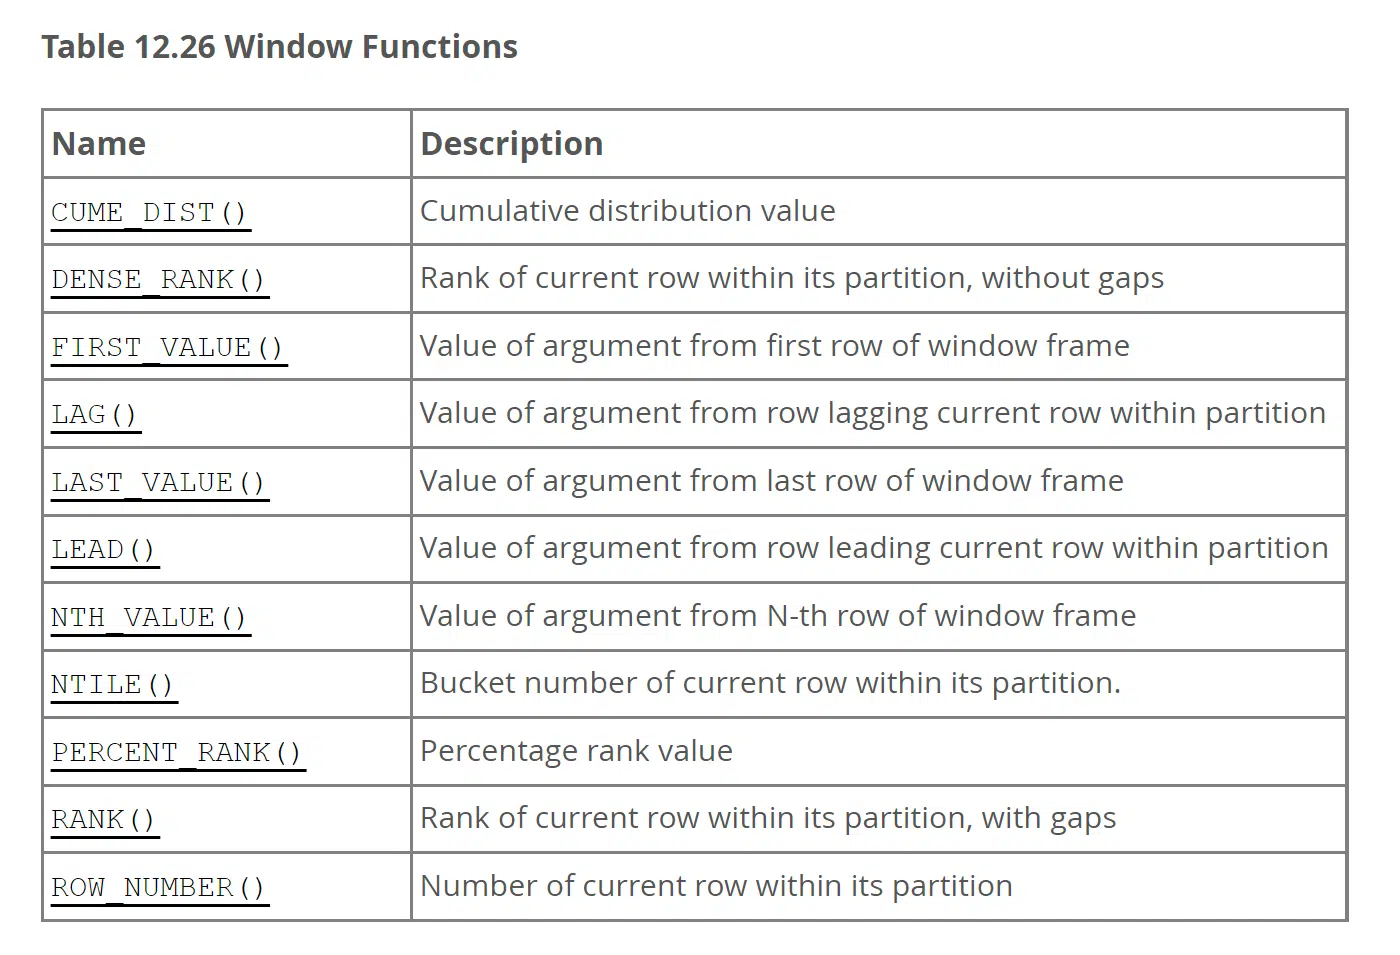 Table 12.26 Window Functions
Name Description
CUME_DIST() Cumulative distribution value
DENSE_RANK() Rank of current row within its partition, without gaps
FIRST_VALUE() Value of argument from first row of window frame
LAG() Value of argument from row lagging current row within partition
LAST_VALUE() Value of argument from last row of window frame
LEAD() Value of argument from row leading current row within partition
NTH_VALUE() Value of argument from N-th row of window frame
NTILE() Bucket number of current row within its partition.
PERCENT_RANK() Percentage rank value
RANK() Rank of current row within its partition, with gaps
ROW_NUMBER() Number of current row within its partition